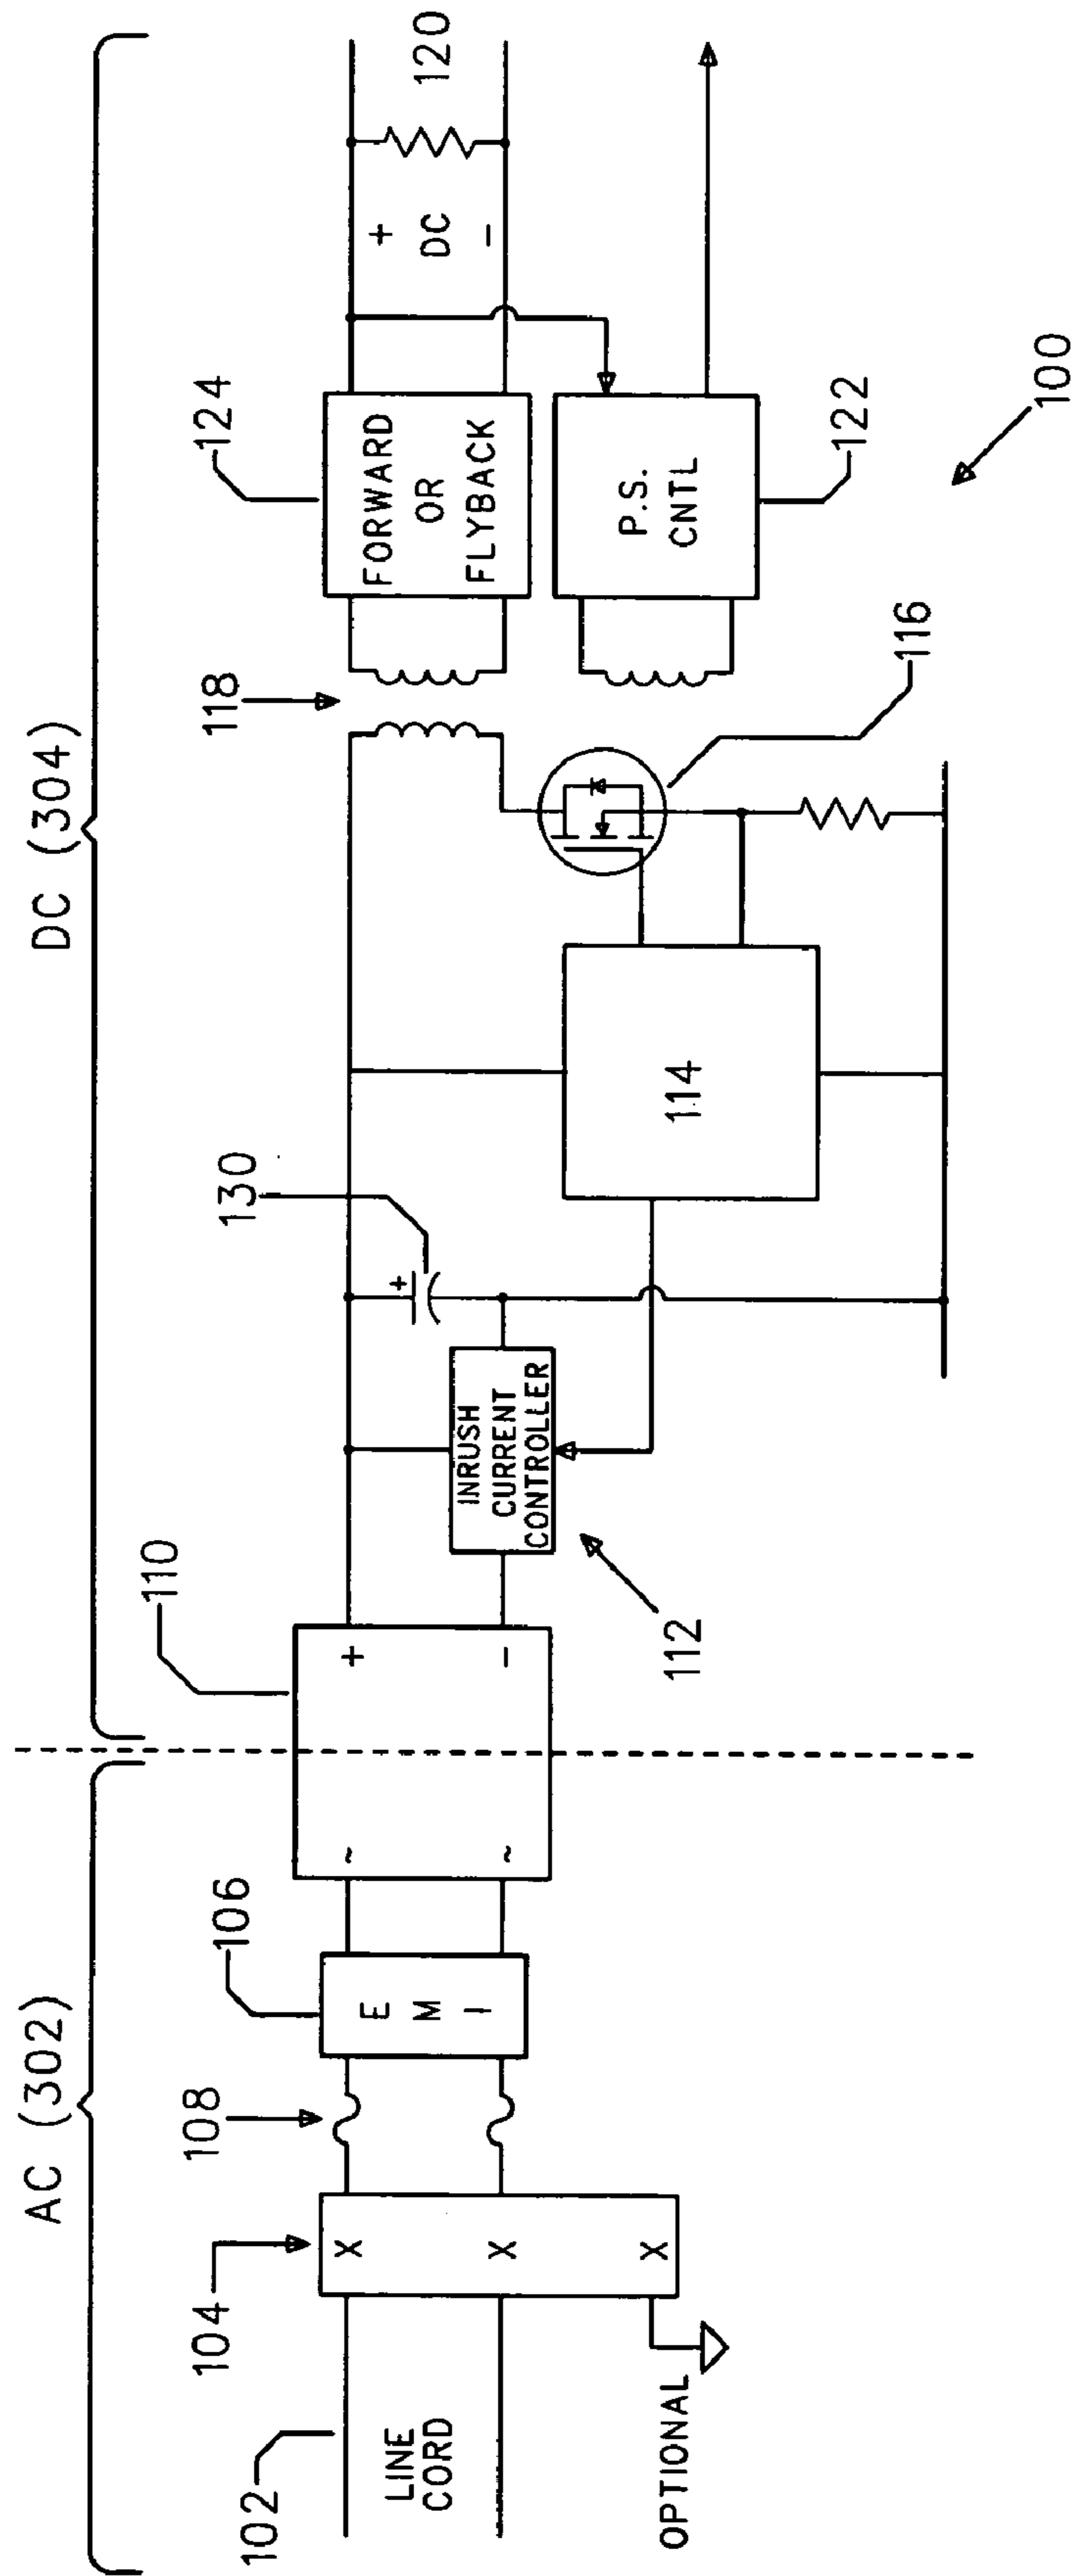 AC (302)
DC (304)
102
LINE
CORD
OPTIONAL
104
X
X
X
108
106
E
M
I
110
~
~
+
-
112
INRUSH
CURRENT
CONTROLLER
130
+
114
118
116
124
FORWARD
OR
FLYBACK
P.S.
CNTL
122
+
DC
-
120
100